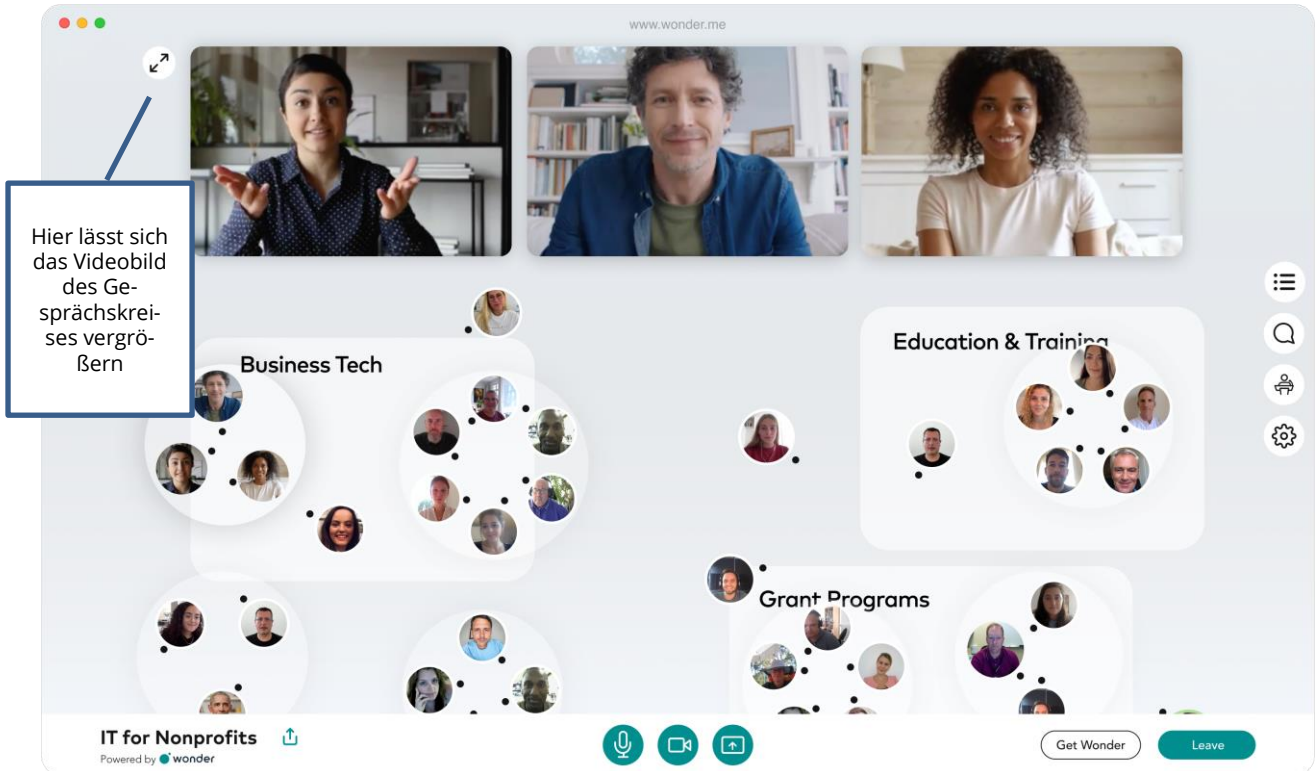 www.wonder.me
Hier lässt sich
das Videobild
des Ge-
sprächskrei-
ses vergrö-
ßern
Business Tech
Education & Training
Grant Programs
IT for Nonprofits
Powered by wonder
Get Wonder
Leave